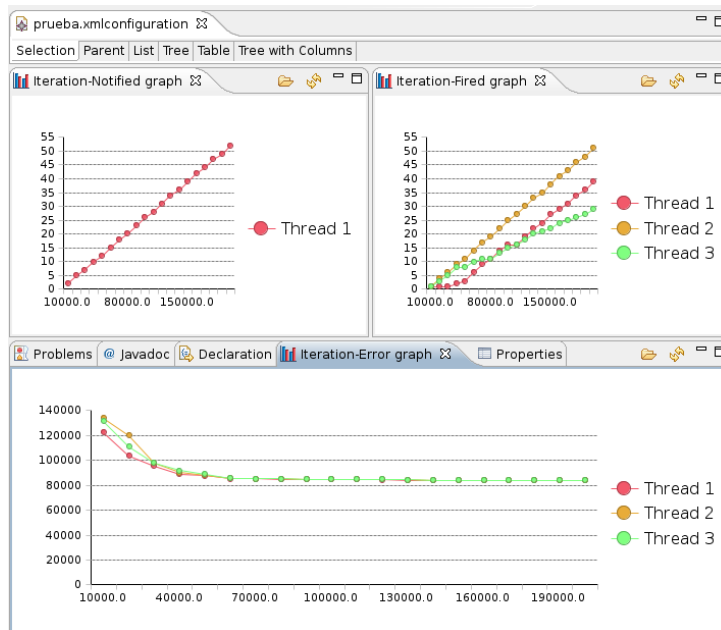 prueba.xmlconfiguration
Selection Parent List Tree Table Tree with Columns
Iteration-Notified graph
55
50
45
40
35
30
25
20
15
10
5
0
10000.0 80000.0 150000.0
Thread 1
Iteration-Fired graph
55
50
45
40
35
30
25
20
15
10
5
0
10000.0 80000.0 150000.0
Thread 1
Thread 2
Thread 3
Problems @ Javadoc Declaration Iteration-Error graph Properties
140000
120000
100000
80000
60000
40000
20000
0
10000.0 40000.0 70000.0 100000.0 130000.0 160000.0 190000.0
Thread 1
Thread 2
Thread 3